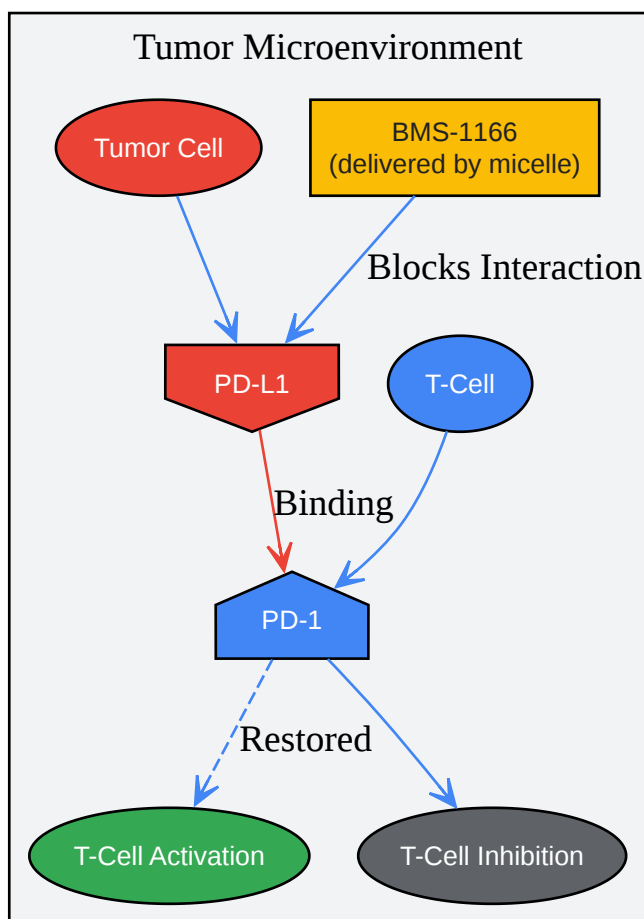 Tumor Microenvironment
Tumor Cell
BMS-1166
(delivered by micelle)
Blocks Interaction
PD-L1
T-Cell
Binding
PD-1
Restored
T-Cell Activation
T-Cell Inhibition